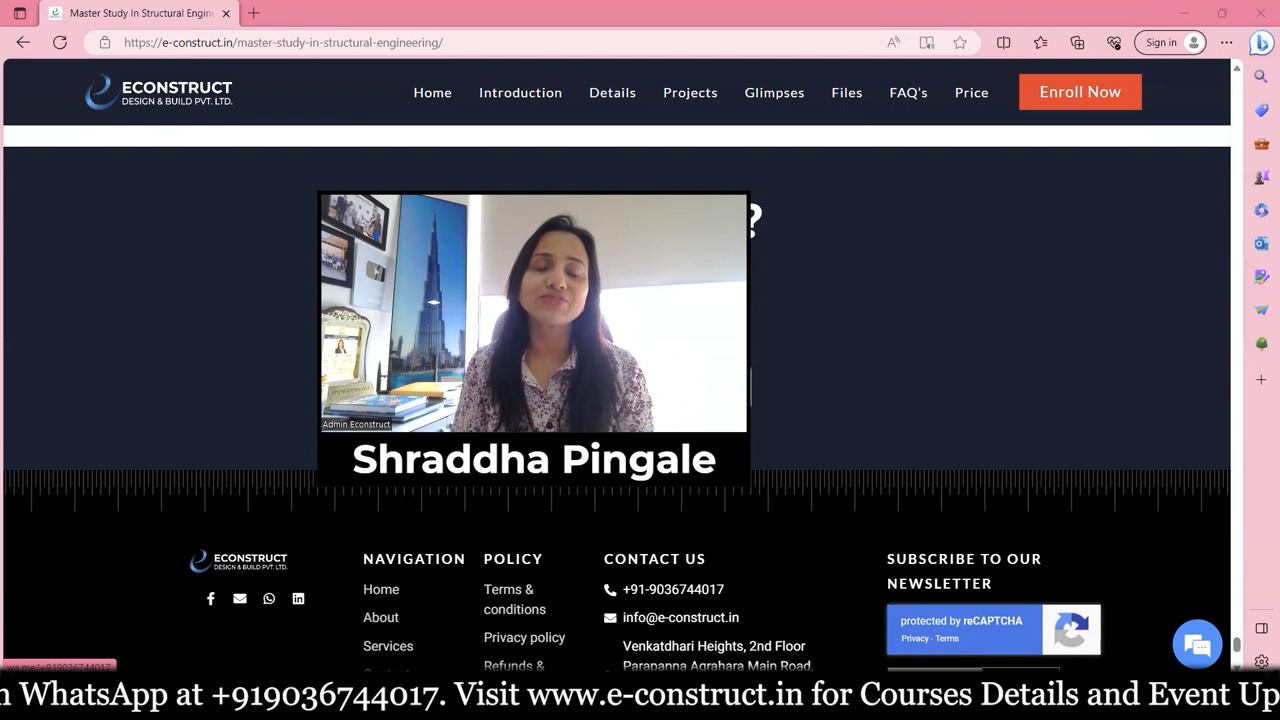 Master Study In Structural Engin
https://e-construct.in/master-study-in-structural-engineering/
Sign in
ECONSTRUCT
DESIGN & BUILD PVT. LTD.
Home
Introduction
Details
Projects
Glimpses
Files
FAQ's
Price
Enroll Now
?
Admin Econstruct
Shraddha Pingale
ECONSTRUCT
DESIGN & BUILD PVT. LTD.
NAVIGATION
Home
About
Services
POLICY
Terms &
conditions
Privacy policy
Refunds &
CONTACT US
+91-9036744017
info@e-construct.in
Venkatdhari Heights, 2nd Floor
Parapanna Agrahara Main Road,
SUBSCRIBE TO OUR
NEWSLETTER
protected by reCAPTCHA
Privacy - Terms
wa.me/+919036744017
n WhatsApp at +919036744017. Visit www.e-construct.in for Courses Details and Event Up